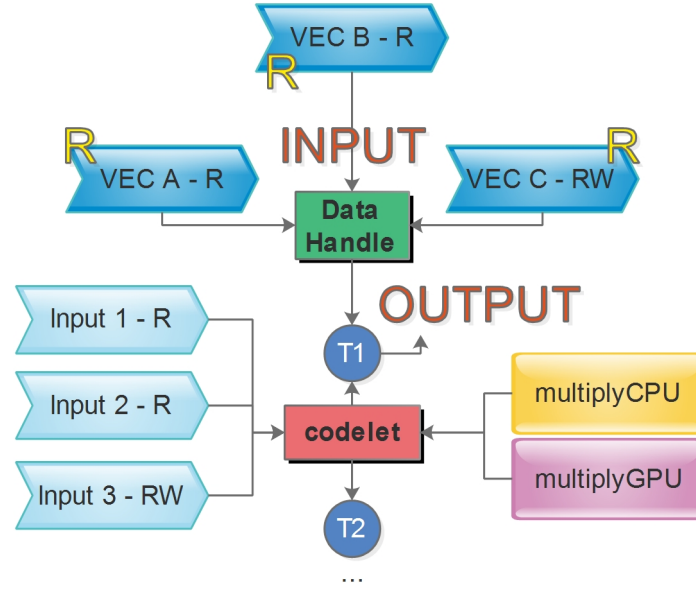 VEC B - R
R
INPUT
R
VEC A - R
R
VEC C - RW
Data
Handle
OUTPUT
Input 1 - R
T1
Input 2 - R
multiplyCPU
codelet
Input 3 - RW
multiplyGPU
T2
...